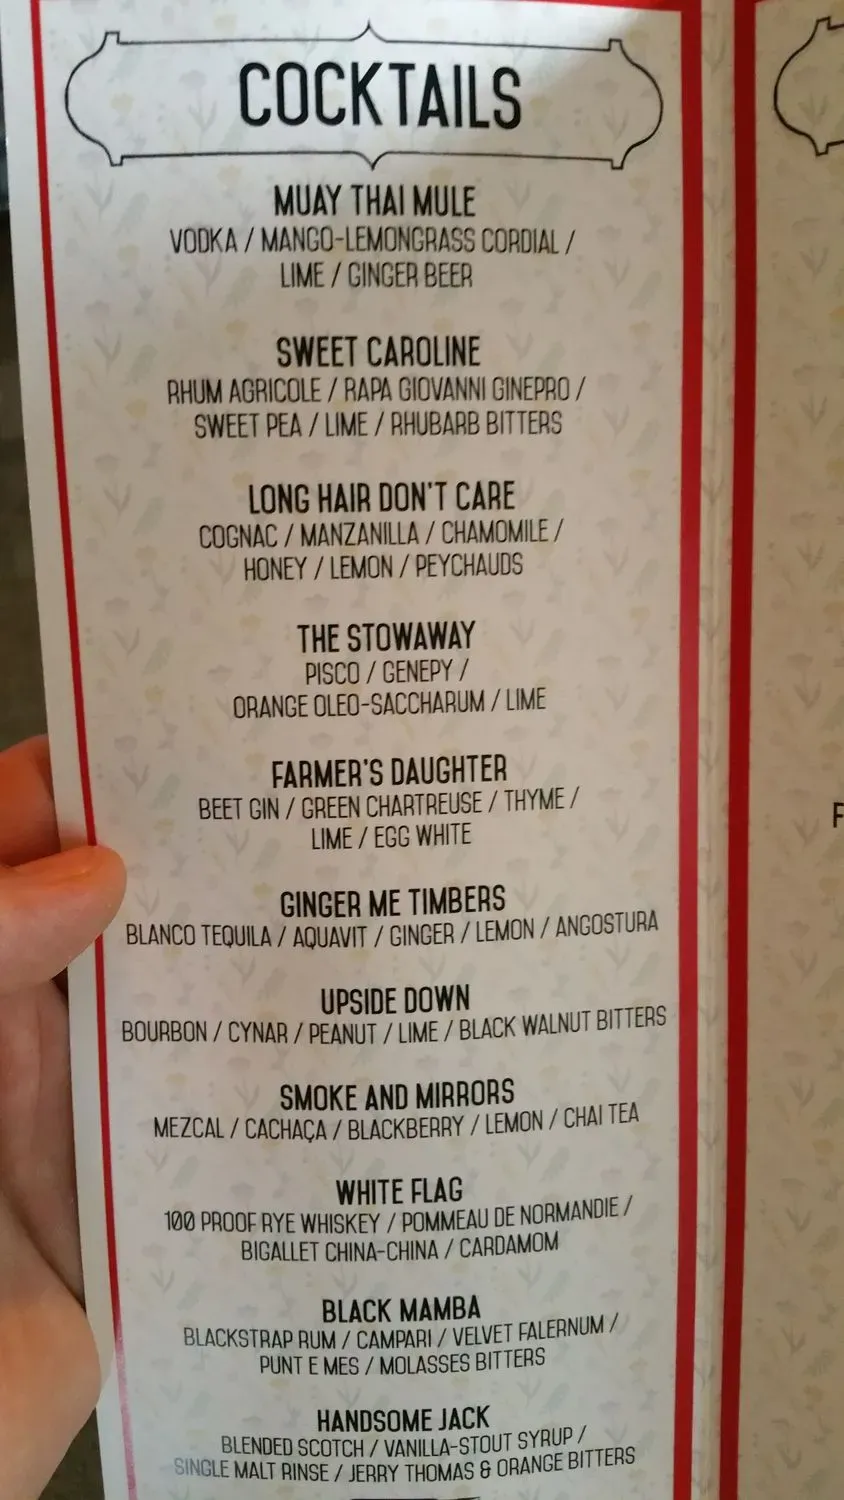 COCKTAILS
MUAY THAI MULE
VODKA / MANGO-LEMONGRASS CORDIAL /
LIME / GINGER BEER
SWEET CAROLINE
RHUM AGRICOLE / RAPA GIOVANNI GINEPRO /
SWEET PEA / LIME / RHUBARB BITTERS
LONG HAIR DON'T CARE
COGNAC / MANZANILLA / CHAMOMILE /
HONEY / LEMON / PEYCHAUDS
THE STOWAWAY
PISCO / GENEPY /
ORANGE OLEO-SACCHARUM / LIME
FARMER'S DAUGHTER
BEET GIN / GREEN CHARTREUSE / THYME /
LIME / EGG WHITE
GINGER ME TIMBERS
BLANCO TEQUILA / AQUAVIT / GINGER / LEMON / ANGOSTURA
UPSIDE DOWN
BOURBON / CYNAR / PEANUT / LIME / BLACK WALNUT BITTERS
SMOKE AND MIRRORS
MEZCAL / CACHAÇA / BLACKBERRY / LEMON / CHAI TEA
WHITE FLAG
100 PROOF RYE WHISKEY / POMMEAU DE NORMANDIE /
BIGALLET CHINA-CHINA / CARDAMOM
BLACK MAMBA
BLACKSTRAP RUM / CAMPARI / VELVET FALERNUM /
PUNT E MES / MOLASSES BITTERS
HANDSOME JACK
BLENDED SCOTCH / VANILLA-STOUT SYRUP /
SINGLE MALT RINSE / JERRY THOMAS & ORANGE BITTERS